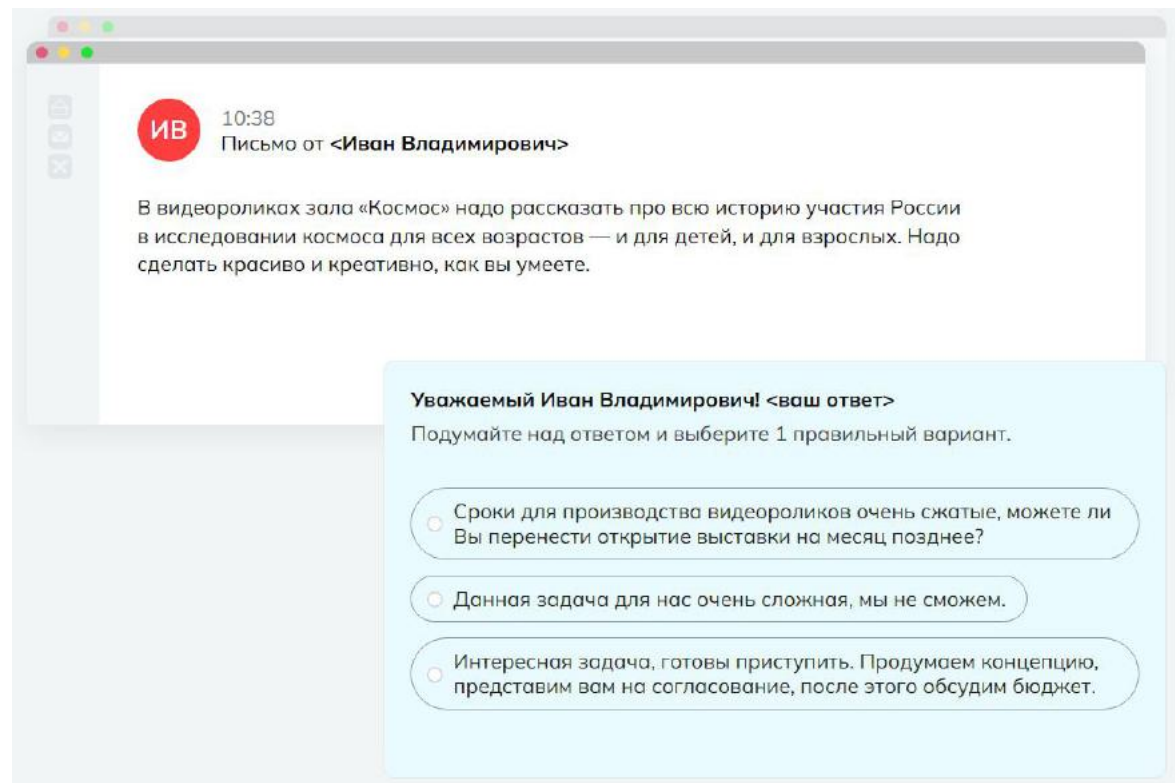 ИВ
10:38
Письмо от <Иван Владимирович>
В видеороликах зала «Космос» надо рассказать про всю историю участия России
в исследовании космоса для всех возрастов — и для детей, и для взрослых. Надо
сделать красиво и креативно, как вы умеете.
Уважаемый Иван Владимирович! <ваш ответ>
Подумайте над ответом и выберите 1 правильный вариант.
Сроки для производства видеороликов очень сжатые, можете ли
Вы перенести открытие выставки на месяц позднее?
Данная задача для нас очень сложная, мы не сможем.
Интересная задача, готовы приступить. Продумаем концепцию,
представим вам на согласование, после этого обсудим бюджет.